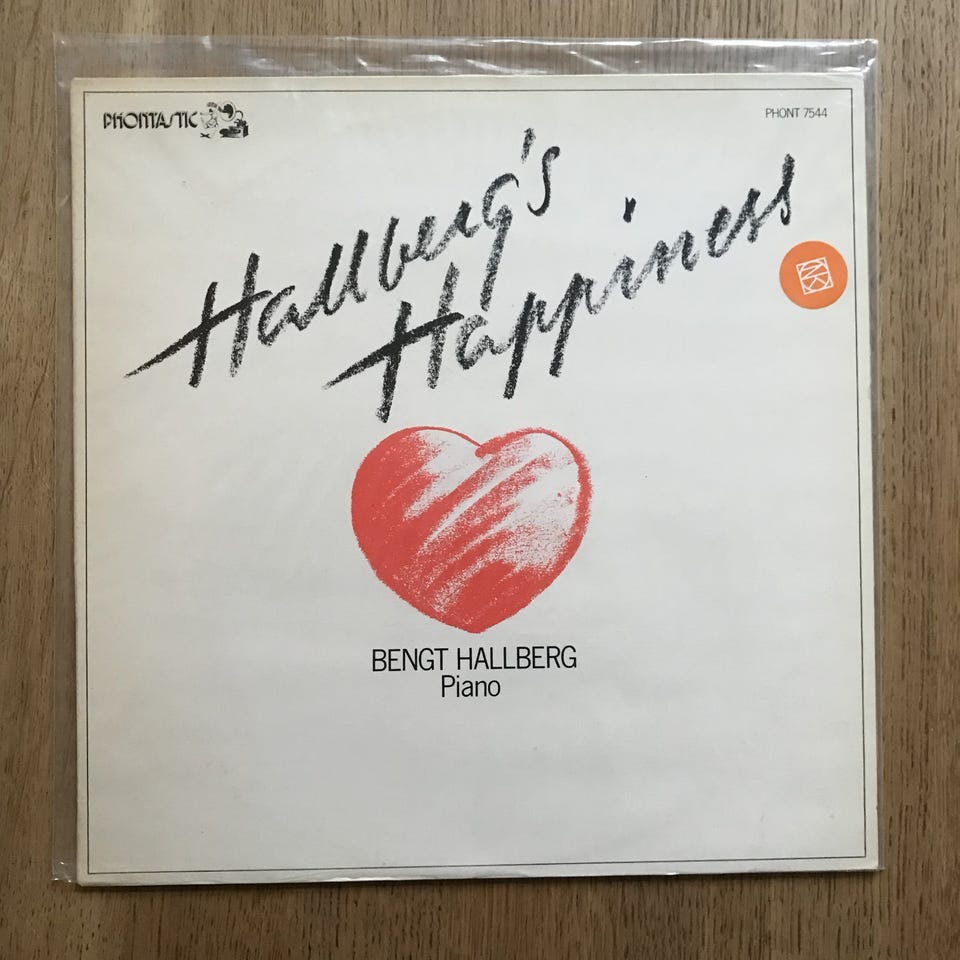 PHONTASTIC
PHONT 7544
Hallberg's
Happiness
BENGT HALLBERG
Piano